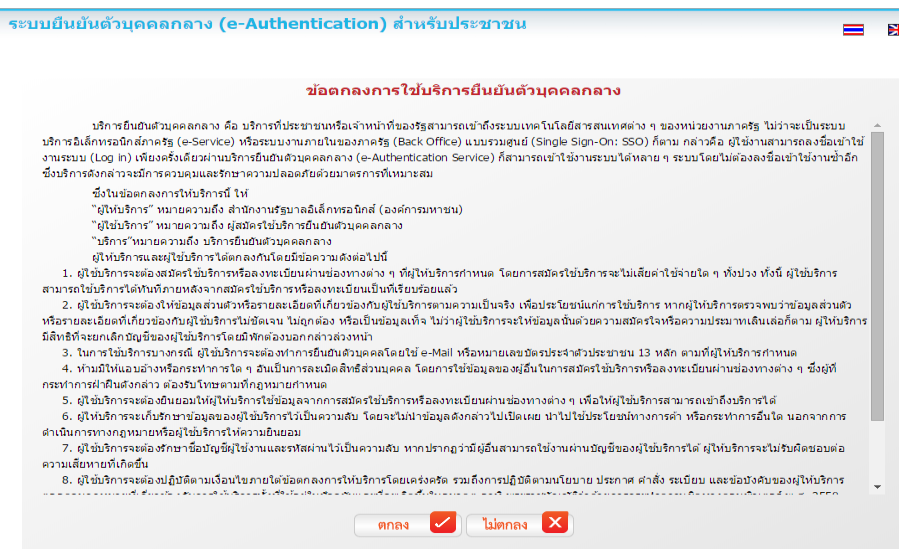 ระบบยืนยันตัวบุคคลกลาง (e-Authentication) สำหรับประชาชน
ข้อตกลงการใช้บริการยืนยันตัวบุคคลกลาง
บริการยืนยันตัวบุคคลกลาง คือ บริการที่ประชาชนหรือเจ้าหน้าที่ของรัฐสามารถเข้าถึงระบบเทคโนโลยีสารสนเทศต่าง ๆ ของหน่วยงานภาครัฐ ไม่ว่าจะเป็นระบบ
บริการอิเล็กทรอนิกส์ภาครัฐ (e-Service) หรือระบบงานภายในของภาครัฐ (Back Office) แบบรวมศูนย์ (Single Sign-On: SSO) ก็ตาม กล่าวคือ ผู้ใช้งานสามารถลงชื่อเข้าใช้
งานระบบ (Log in) เพียงครั้งเดียวผ่านบริการยืนยันตัวบุคคลกลาง (e-Authentication Service) ก็สามารถเข้าใช้งานระบบได้หลาย ๆ ระบบโดยไม่ต้องลงชื่อเข้าใช้งานซ้ำอีก
ซึ่งบริการดังกล่าวจะมีการควบคุมและรักษาความปลอดภัยด้วยมาตรการที่เหมาะสม
ซึ่งในข้อตกลงการให้บริการนี้ ให้
"ผู้ให้บริการ" หมายความถึง สำนักงานรัฐบาลอิเล็กทรอนิกส์ (องค์การมหาชน)
"ผู้ใช้บริการ" หมายความถึง ผู้สมัครใช้บริการยืนยันตัวบุคคลกลาง
"บริการ"หมายความถึง บริการยืนยันตัวบุคคลกลาง
ผู้ให้บริการและผู้ใช้บริการได้ตกลงกันโดยมีข้อความดังต่อไปนี้
1. ผู้ใช้บริการจะต้องสมัครใช้บริการหรือลงทะเบียนผ่านช่องทางต่าง ๆ ที่ผู้ให้บริการกำหนด โดยการสมัครใช้บริการจะไม่เสียค่าใช้จ่ายใด ๆ ทั้งปวง ทั้งนี้ ผู้ใช้บริการ
สามารถใช้บริการได้ทันทีภายหลังจากสมัครใช้บริการหรือลงทะเบียนเป็นที่เรียบร้อยแล้ว
2. ผู้ใช้บริการจะต้องให้ข้อมูลส่วนตัวหรือรายละเอียดที่เกี่ยวข้องกับผู้ใช้บริการตามความเป็นจริง เพื่อประโยชน์แก่การใช้บริการ หากผู้ให้บริการตรวจพบว่าข้อมูลส่วนตัว
หรือรายละเอียดที่เกี่ยวข้องกับผู้ใช้บริการไม่ชัดเจน ไม่ถูกต้อง หรือเป็นข้อมูลเท็จ ไม่ว่าผู้ใช้บริการจะให้ข้อมูลนั้นด้วยความสมัครใจหรือความประมาทเลินเล่อก็ตาม ผู้ให้บริการ
มีสิทธิที่จะยกเลิกบัญชีของผู้ใช้บริการโดยมิพักต้องบอกกล่าวล่วงหน้า
3. ในการใช้บริการบางกรณี ผู้ใช้บริการจะต้องทำการยืนยันตัวบุคคลโดยใช้ e-Mail หรือหมายเลขบัตรประจำตัวประชาชน 13 หลัก ตามที่ผู้ให้บริการกำหนด
4. ห้ามมิให้แอบอ้างหรือกระทำการใด ๆ อันเป็นการละเมิดสิทธิส่วนบุคคล โดยการใช้ข้อมูลของผู้อื่นในการสมัครใช้บริการหรือลงทะเบียนผ่านช่องทางต่าง ๆ ซึ่งผู้ที่
กระทำการฝ่าฝืนดังกล่าว ต้องรับโทษตามที่กฎหมายกำหนด
5. ผู้ใช้บริการจะต้องยินยอมให้ผู้ให้บริการใช้ข้อมูลจากการสมัครใช้บริการหรือลงทะเบียนผ่านช่องทางต่าง ๆ เพื่อให้ผู้ใช้บริการสามารถเข้าถึงบริการได้
6. ผู้ให้บริการจะเก็บรักษาข้อมูลของผู้ใช้บริการไว้เป็นความลับ โดยจะไม่นำข้อมูลดังกล่าวไปเปิดเผย นำไปใช้ประโยชน์ทางการค้า หรือกระทำการอื่นใด นอกจากการ
ดำเนินการทางกฎหมายหรือผู้ใช้บริการให้ความยินยอม
7. ผู้ใช้บริการจะต้องรักษาชื่อบัญชีผู้ใช้งานและรหัสผ่านไว้เป็นความลับ หากปรากฏว่ามีผู้อื่นสามารถใช้งานผ่านบัญชีของผู้ใช้บริการได้ ผู้ให้บริการจะไม่รับผิดชอบต่อ
ความเสียหายที่เกิดขึ้น
8. ผู้ใช้บริการจะต้องปฏิบัติตามเงื่อนไขภายใต้ข้อตกลงการให้บริการโดยเคร่งครัด รวมถึงการปฏิบัติตามนโยบาย ประกาศ คำสั่ง ระเบียบ และข้อบังคับของผู้ให้บริการ
ตกลง ไม่ตกลง